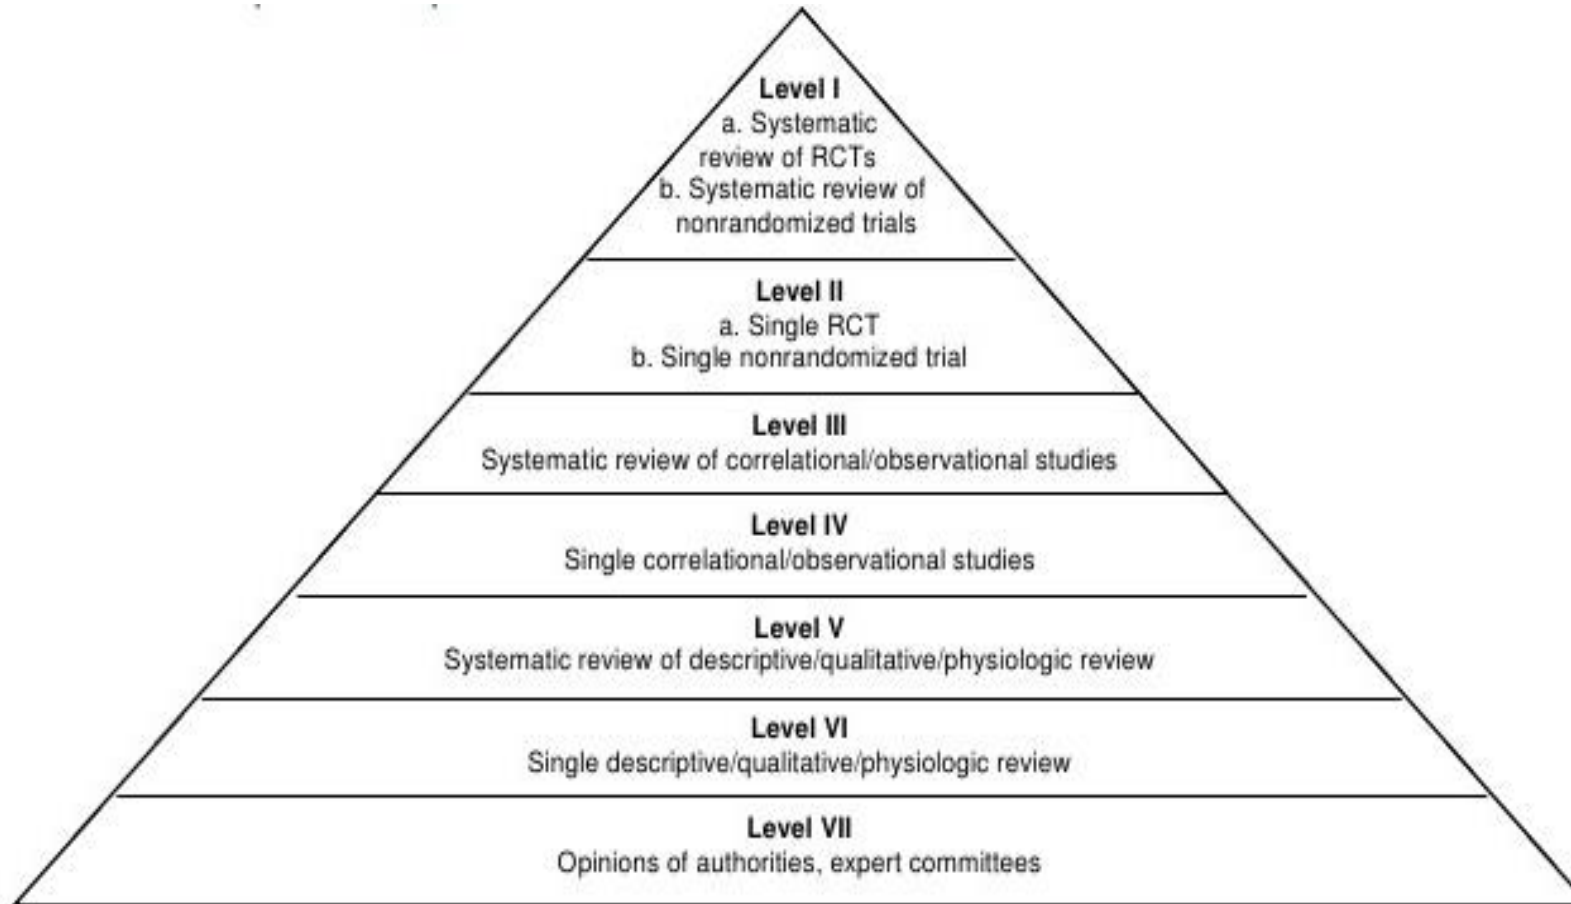 Level I
a. Systematic
review of RCTs
b. Systematic review of
nonrandomized trials
Level II
a. Single RCT
b. Single nonrandomized trial
Level III
Systematic review of correlational/observational studies
Level IV
Single correlational/observational studies
Level V
Systematic review of descriptive/qualitative/physiologic review
Level VI
Single descriptive/qualitative/physiologic review
Level VII
Opinions of authorities, expert committees